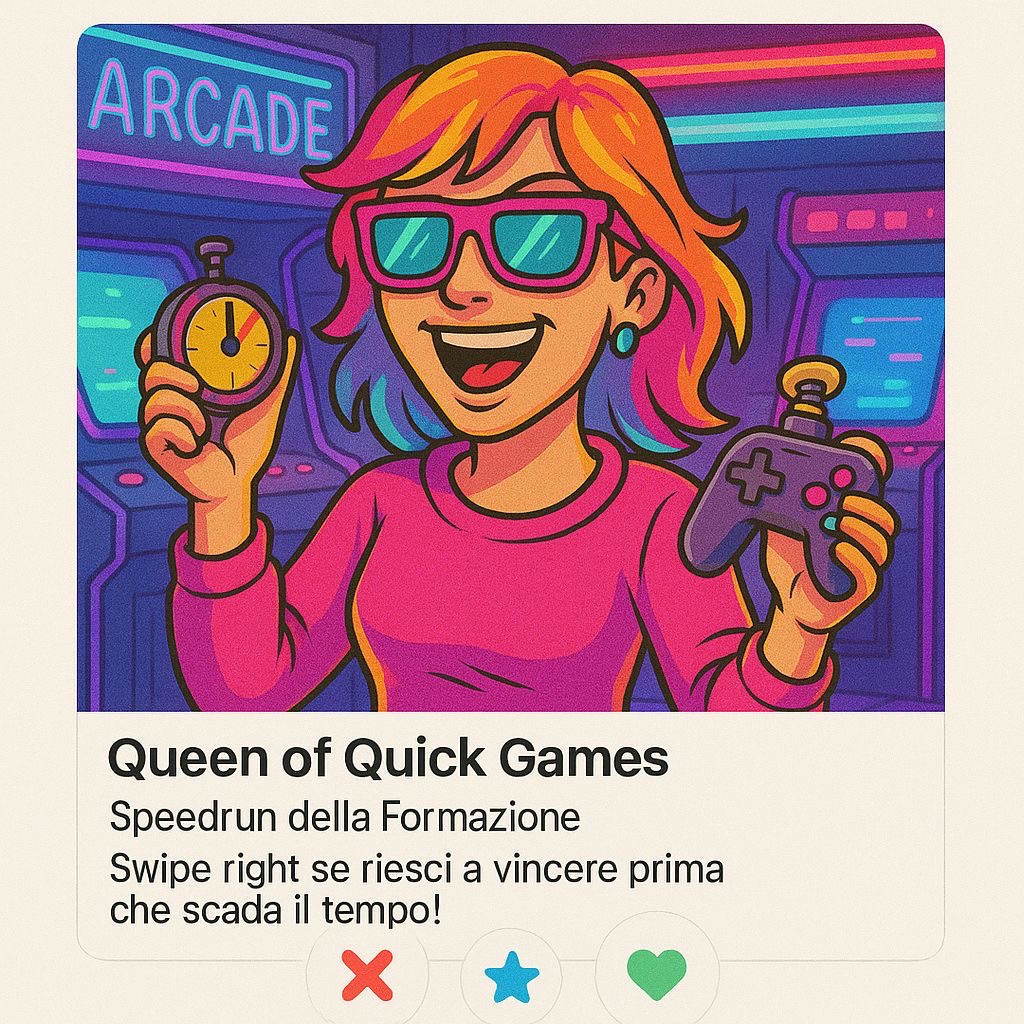 ARCADE
Queen of Quick Games
Speedrun della Formazione
Swipe right se riesci a vincere prima
che scada il tempo!